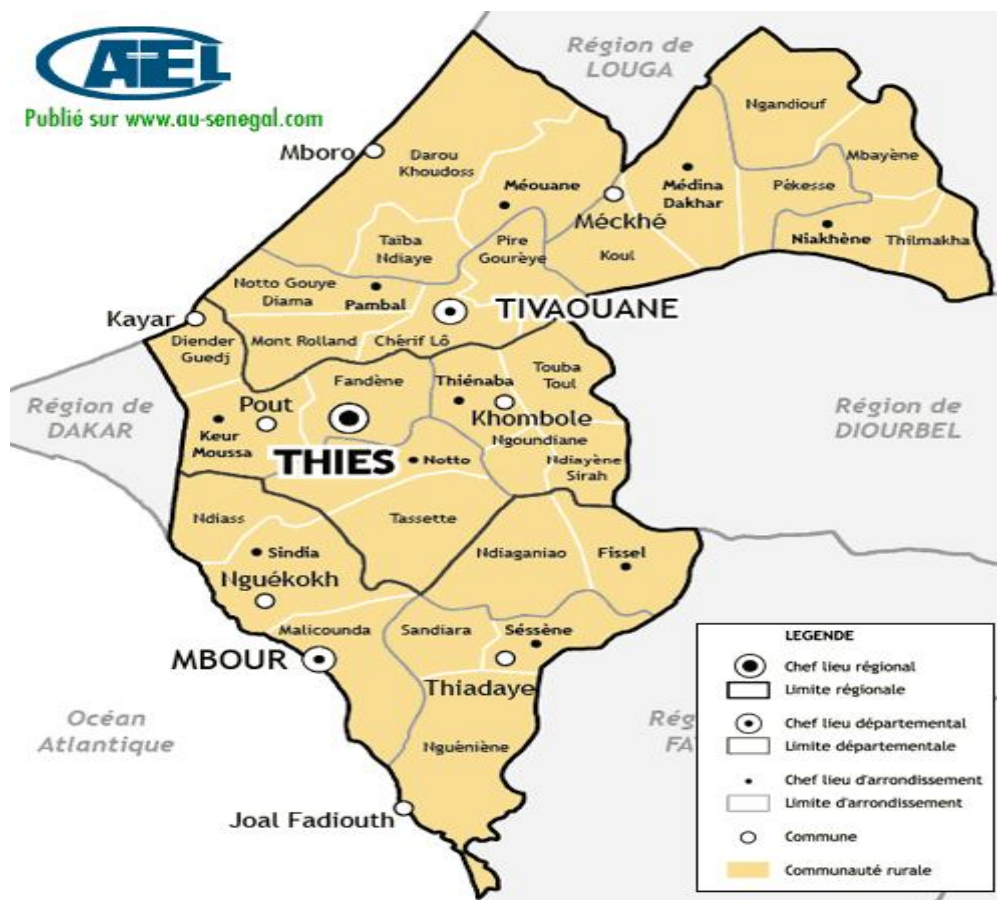 ATEL
Publié sur www.au-senegal.com
Région de
LOUGA
Ngandiouf
Mboro
Darou
Khoudoss
Mbayène
Méouane
Médina
Dakhar
Pékesse
Méckhé
Taïba
Ndiaye
Pire
Gourèye
Koul
Niakhène
Thilmakha
Notto Gouye
Diama
Pambal
TIVAOUANE
Kayar
Diender
Guedj
Mont Rolland
Chérif Lô
Touba
Toul
Fandène
Thiénaba
Région de
DAKAR
Pout
Khombole
Région de
DIOURBEL
Keur
Moussa
Ngoundiane
THIES
Notto
Ndiayène
Sirah
Ndiass
Tassette
Sindia
Ndiaganiao
Fissel
Nguékokh
Malicounda
Sandiara
Séssène
MBOUR
Thiadaye
Océan
Atlantique
Nguéniène
Joal Fadiouth
Rég
FA
LEGENDE
Chef lieu régional
Limite régionale
Chef lieu départemental
Limite départementale
Chef lieu d'arrondissement
Limite d'arrondissement
Commune
Communauté rurale